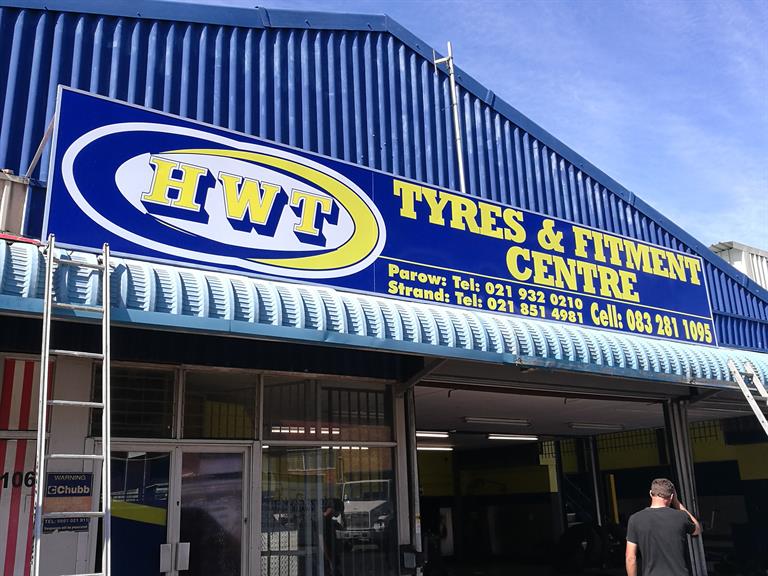 HWT
TYRES & FITMENT
CENTRE
Parow: Tel: 021 932 0210
Strand: Tel: 021 851 4981
Cell: 083 281 1095
106
WARNING
Chubb